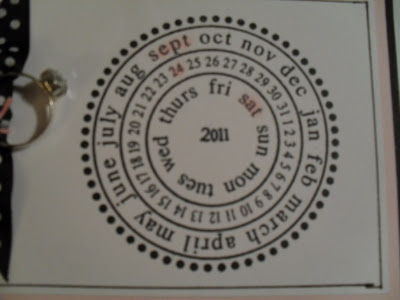 jan feb march april may june july aug sept oct nov dec
1 2 3 4 5 6 7 8 9 10 11 12 13 14 15 16 17 18 19 20 21 22 23 24 25 26 27 28 29 30 31
sun mon tues wed thurs fri sat
2011